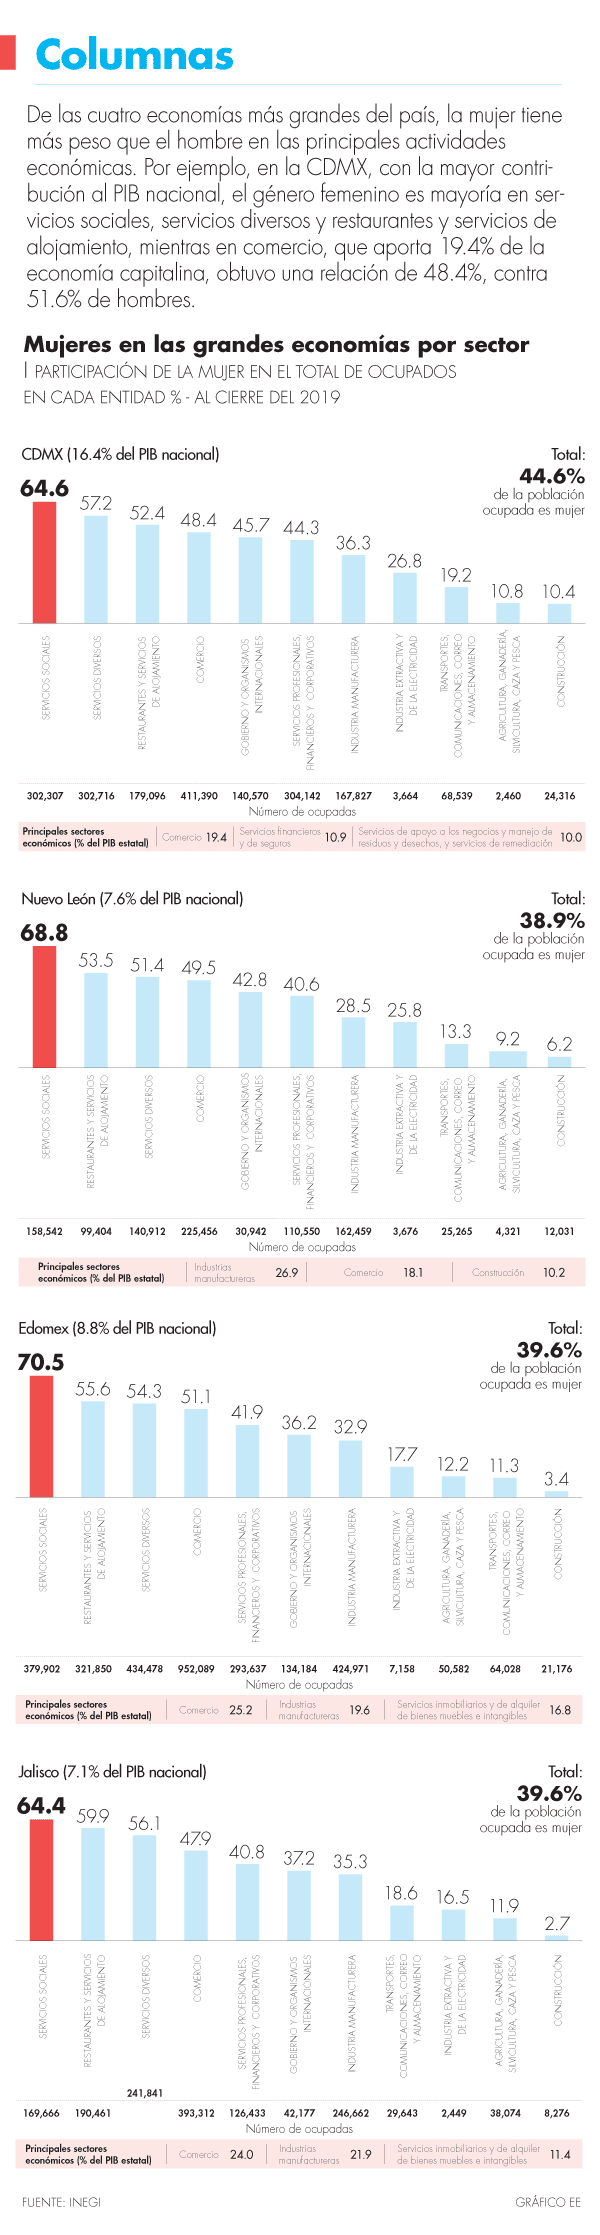 Columnas
De las cuatro economías más grandes del país, la mujer tiene
más peso que el hombre en las principales actividades
económicas. Por ejemplo, en la CDMX, con la mayor contri-
bución al PIB nacional, el género femenino es mayoría en ser-
vicios sociales, servicios diversos y restaurantes y servicios de
alojamiento, mientras en comercio, que aporta 19.4% de la
economía capitalina, obtuvo una relación de 48.4%, contra
51.6% de hombres.
Mujeres en las grandes economías por sector
| PARTICIPACIÓN DE LA MUJER EN EL TOTAL DE OCUPADOS
EN CADA ENTIDAD % - AL CIERRE DEL 2019
CDMX (16.4% del PIB nacional)
Total:
44.6%
de la población
ocupada es mujer
64.6 57.2 52.4 48.4 45.7 44.3 36.3 26.8 19.2 10.8 10.4
SERVICIOS SOCIALES
SERVICIOS DIVERSOS
RESTAURANTES Y SERVICIOS
DE ALOJAMIENTO
COMERCIO
GOBIERNO Y ORGANISMOS
INTERNACIONALES
SERVICIOS PROFESIONALES,
FINANCIEROS Y CORPORATIVOS
INDUSTRIA MANUFACTURERA
INDUSTRIA EXTRACTIVA Y
DE LA ELECTRICIDAD
TRANSPORTES,
COMUNICACIONES, CORREO
Y ALMACENAMIENTO
AGRICULTURA, GANADERÍA,
SILVICULTURA, CAZA Y PESCA
CONSTRUCCIÓN
302,307 302,716 179,096 411,390 140,570 304,142 167,827 3,664 68,539 2,460 24,316
Número de ocupadas
Principales sectores
económicos (% del PIB estatal)
Comercio 19.4
Servicios financieros
y de seguros
10.9
Servicios de apoyo a los negocios y manejo de
residuos y desechos, y servicios de remediación
10.0
Nuevo León (7.6% del PIB nacional)
Total:
38.9%
de la población
ocupada es mujer
68.8 53.5 51.4 49.5 42.8 40.6 28.5 25.8 13.3 9.2 6.2
SERVICIOS SOCIALES
RESTAURANTES Y SERVICIOS
DE ALOJAMIENTO
SERVICIOS DIVERSOS
COMERCIO
GOBIERNO Y ORGANISMOS
INTERNACIONALES
SERVICIOS PROFESIONALES,
FINANCIEROS Y CORPORATIVOS
INDUSTRIA MANUFACTURERA
INDUSTRIA EXTRACTIVA Y
DE LA ELECTRICIDAD
TRANSPORTES,
COMUNICACIONES, CORREO
Y ALMACENAMIENTO
AGRICULTURA, GANADERÍA,
SILVICULTURA, CAZA Y PESCA
CONSTRUCCIÓN
158,542 99,404 140,912 225,456 30,942 110,550 162,459 3,676 25,265 4,321 12,031
Número de ocupadas
Principales sectores
económicos (% del PIB estatal)
Industrias
manufactureras
26.9
Comercio 18.1
Construcción 10.2
Edomex (8.8% del PIB nacional)
Total:
39.6%
de la población
ocupada es mujer
70.5 55.6 54.3 51.1 41.9 36.2 32.9 17.7 12.2 11.3 3.4
SERVICIOS SOCIALES
RESTAURANTES Y SERVICIOS
DE ALOJAMIENTO
SERVICIOS DIVERSOS
COMERCIO
SERVICIOS PROFESIONALES,
FINANCIEROS Y CORPORATIVOS
GOBIERNO Y ORGANISMOS
INTERNACIONALES
INDUSTRIA MANUFACTURERA
INDUSTRIA EXTRACTIVA Y
DE LA ELECTRICIDAD
AGRICULTURA, GANADERÍA,
SILVICULTURA, CAZA Y PESCA
TRANSPORTES,
COMUNICACIONES, CORREO
Y ALMACENAMIENTO
CONSTRUCCIÓN
379,902 321,850 434,478 952,089 293,637 134,184 424,971 7,158 50,582 64,028 21,176
Número de ocupadas
Principales sectores
económicos (% del PIB estatal)
Comercio 25.2
Industrias
manufactureras
19.6
Servicios inmobiliarios y de alquiler
de bienes muebles e intangibles
16.8
Jalisco (7.1% del PIB nacional)
Total:
39.6%
de la población
ocupada es mujer
64.4 59.9 56.1 47.9 40.8 37.2 35.3 18.6 16.5 11.9 2.7
SERVICIOS SOCIALES
RESTAURANTES Y SERVICIOS
DE ALOJAMIENTO
SERVICIOS DIVERSOS
COMERCIO
SERVICIOS PROFESIONALES,
FINANCIEROS Y CORPORATIVOS
GOBIERNO Y ORGANISMOS
INTERNACIONALES
INDUSTRIA MANUFACTURERA
TRANSPORTES,
COMUNICACIONES, CORREO
Y ALMACENAMIENTO
INDUSTRIA EXTRACTIVA Y
DE LA ELECTRICIDAD
AGRICULTURA, GANADERÍA,
SILVICULTURA, CAZA Y PESCA
CONSTRUCCIÓN
241,841
169,666 190,461 393,312 126,433 42,177 246,662 29,643 2,449 38,074 8,276
Número de ocupadas
Principales sectores
económicos (% del PIB estatal)
Comercio 24.0
Industrias
manufactureras
21.9
Servicios inmobiliarios y de alquiler
de bienes muebles e intangibles
11.4
FUENTE: INEGI
GRÁFICO EE